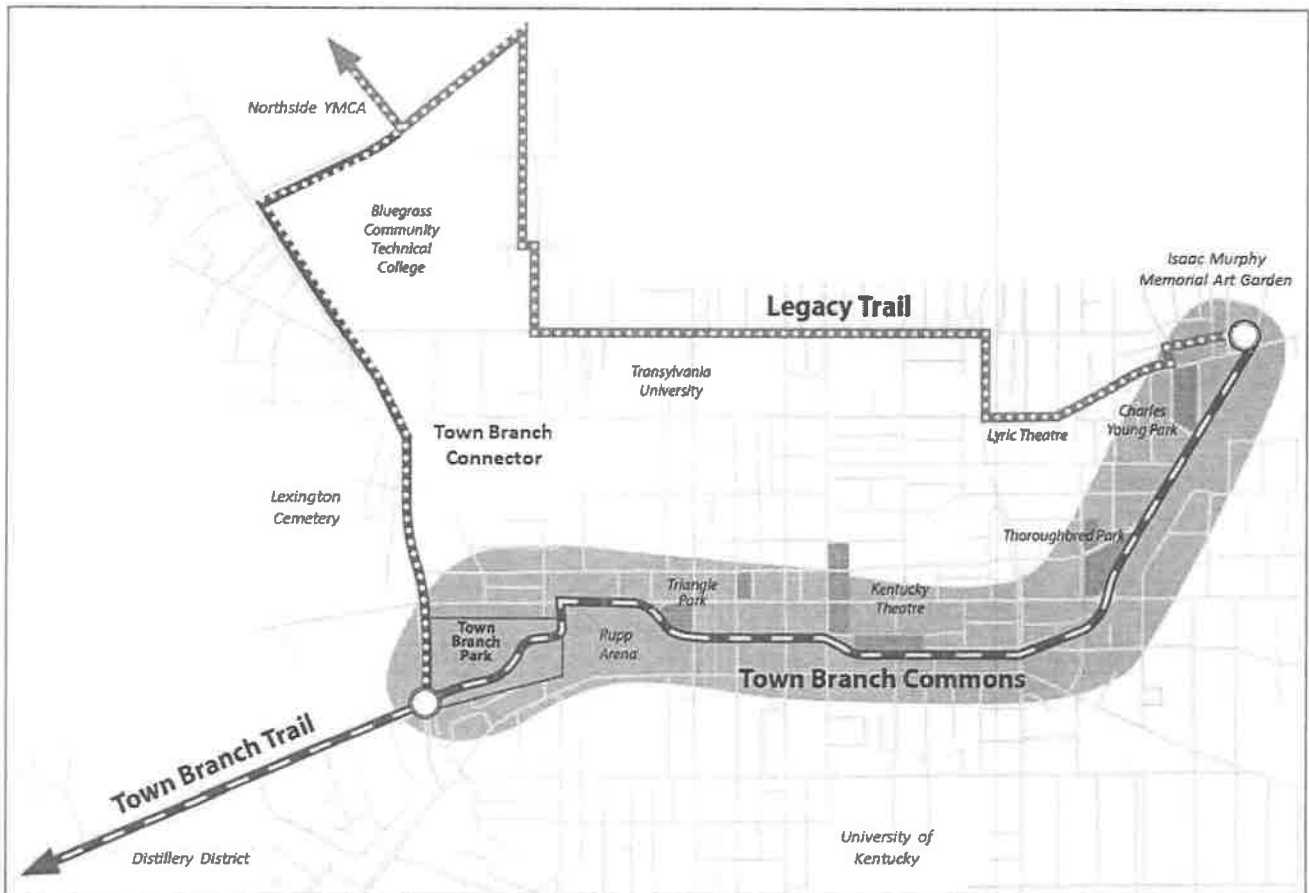 Northside YMCA
Bluegrass
Community
Technical
College
Isaac Murphy
Memorial Art Garden
Legacy Trail
Transylvania
University
Charles
Young Park
Lyric Theatre
Town Branch
Connector
Lexington
Cemetery
Thoroughbred Park
Triangle
Park
Kentucky
Theatre
Town
Branch
Park
Rupp
Arena
Town Branch Commons
Town Branch Trail
University of
Kentucky
Distillery District